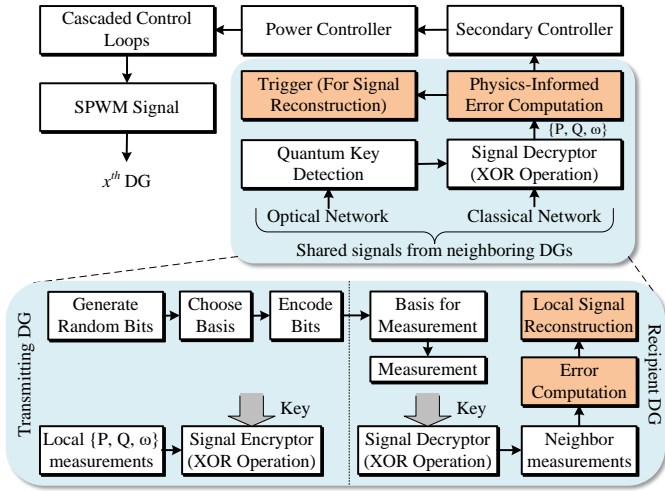 Cascaded Control
Loops
Power Controller
Secondary Controller
SPWM Signal
Trigger (For Signal
Reconstruction)
Physics-Informed
Error Computation
{P, Q, ω}
xᵗʰ DG
Quantum Key
Detection
Signal Decryptor
(XOR Operation)
Optical Network
Classical Network
Shared signals from neighboring DGs
Transmitting DG
Generate
Random Bits
Choose
Basis
Encode
Bits
Basis for
Measurement
Measurement
Local Signal
Reconstruction
Error
Computation
Recipient DG
Key
Key
Local {P, Q, ω}
measurements
Signal Encryptor
(XOR Operation)
Signal Decryptor
(XOR Operation)
Neighbor
measurements